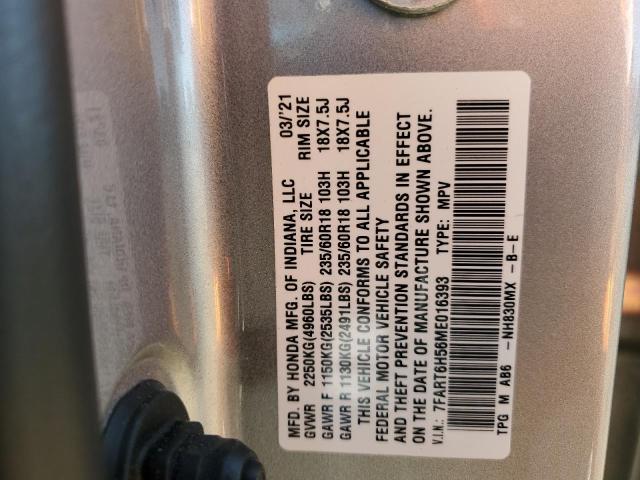 MFD. BY HONDA MFG. OF INDIANA, LLC 03/'21
GVWR 2250KG(4960LBS) TIRE SIZE RIM SIZE
GAWR F 1150KG(2535LBS) 235/60R18 103H 18X7.5J
GAWR R 1130KG(2491LBS) 235/60R18 103H 18X7.5J
THIS VEHICLE CONFORMS TO ALL APPLICABLE
FEDERAL MOTOR VEHICLE SAFETY
AND THEFT PREVENTION STANDARDS IN EFFECT
ON THE DATE OF MANUFACTURE SHOWN ABOVE.
V.I.N.: 7FART6H56ME016393 TYPE: MPV
TPG M AB6 -NH830MX -B-E